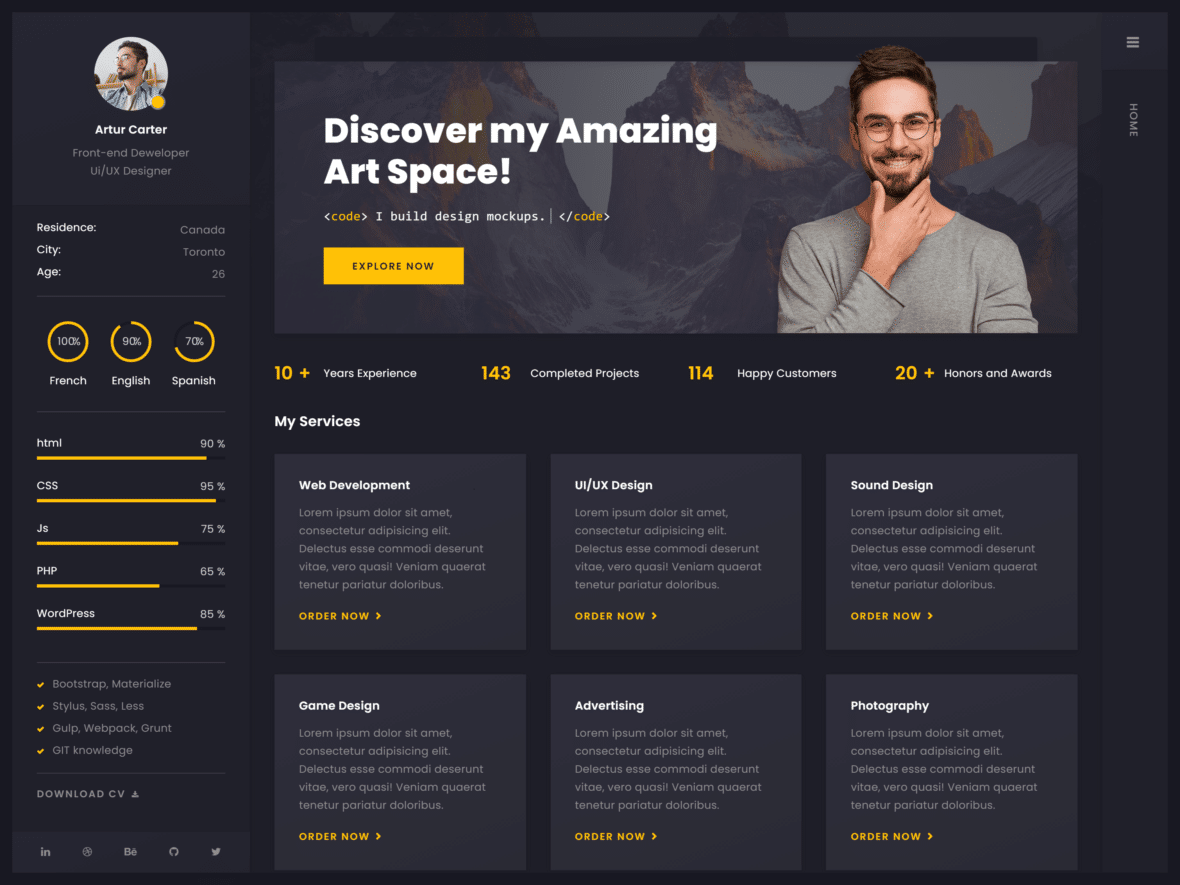 Artur Carter
Front-end Deweloper
Ui/UX Designer
Residence: Canada
City: Toronto
Age: 26
100% 90% 70%
French English Spanish
html 90 %
CSS 95 %
Js 75 %
PHP 65 %
WordPress 85 %
Bootstrap, Materialize
Stylus, Sass, Less
Gulp, Webpack, Grunt
GIT knowledge
DOWNLOAD CV
in Bē
Discover my Amazing
Art Space!
<code> I build design mockups.| </code>
EXPLORE NOW
10 + Years Experience 143 Completed Projects 114 Happy Customers 20 + Honors and Awards
My Services
Web Development
Lorem ipsum dolor sit amet,
consectetur adipisicing elit.
Delectus esse commodi deserunt
vitae, vero quasi! Veniam quaerat
tenetur pariatur doloribus.
ORDER NOW
UI/UX Design
Lorem ipsum dolor sit amet,
consectetur adipisicing elit.
Delectus esse commodi deserunt
vitae, vero quasi! Veniam quaerat
tenetur pariatur doloribus.
ORDER NOW
Sound Design
Lorem ipsum dolor sit amet,
consectetur adipisicing elit.
Delectus esse commodi deserunt
vitae, vero quasi! Veniam quaerat
tenetur pariatur doloribus.
ORDER NOW
Game Design
Lorem ipsum dolor sit amet,
consectetur adipisicing elit.
Delectus esse commodi deserunt
vitae, vero quasi! Veniam quaerat
tenetur pariatur doloribus.
ORDER NOW
Advertising
Lorem ipsum dolor sit amet,
consectetur adipisicing elit.
Delectus esse commodi deserunt
vitae, vero quasi! Veniam quaerat
tenetur pariatur doloribus.
ORDER NOW
Photography
Lorem ipsum dolor sit amet,
consectetur adipisicing elit.
Delectus esse commodi deserunt
vitae, vero quasi! Veniam quaerat
tenetur pariatur doloribus.
ORDER NOW
HOME